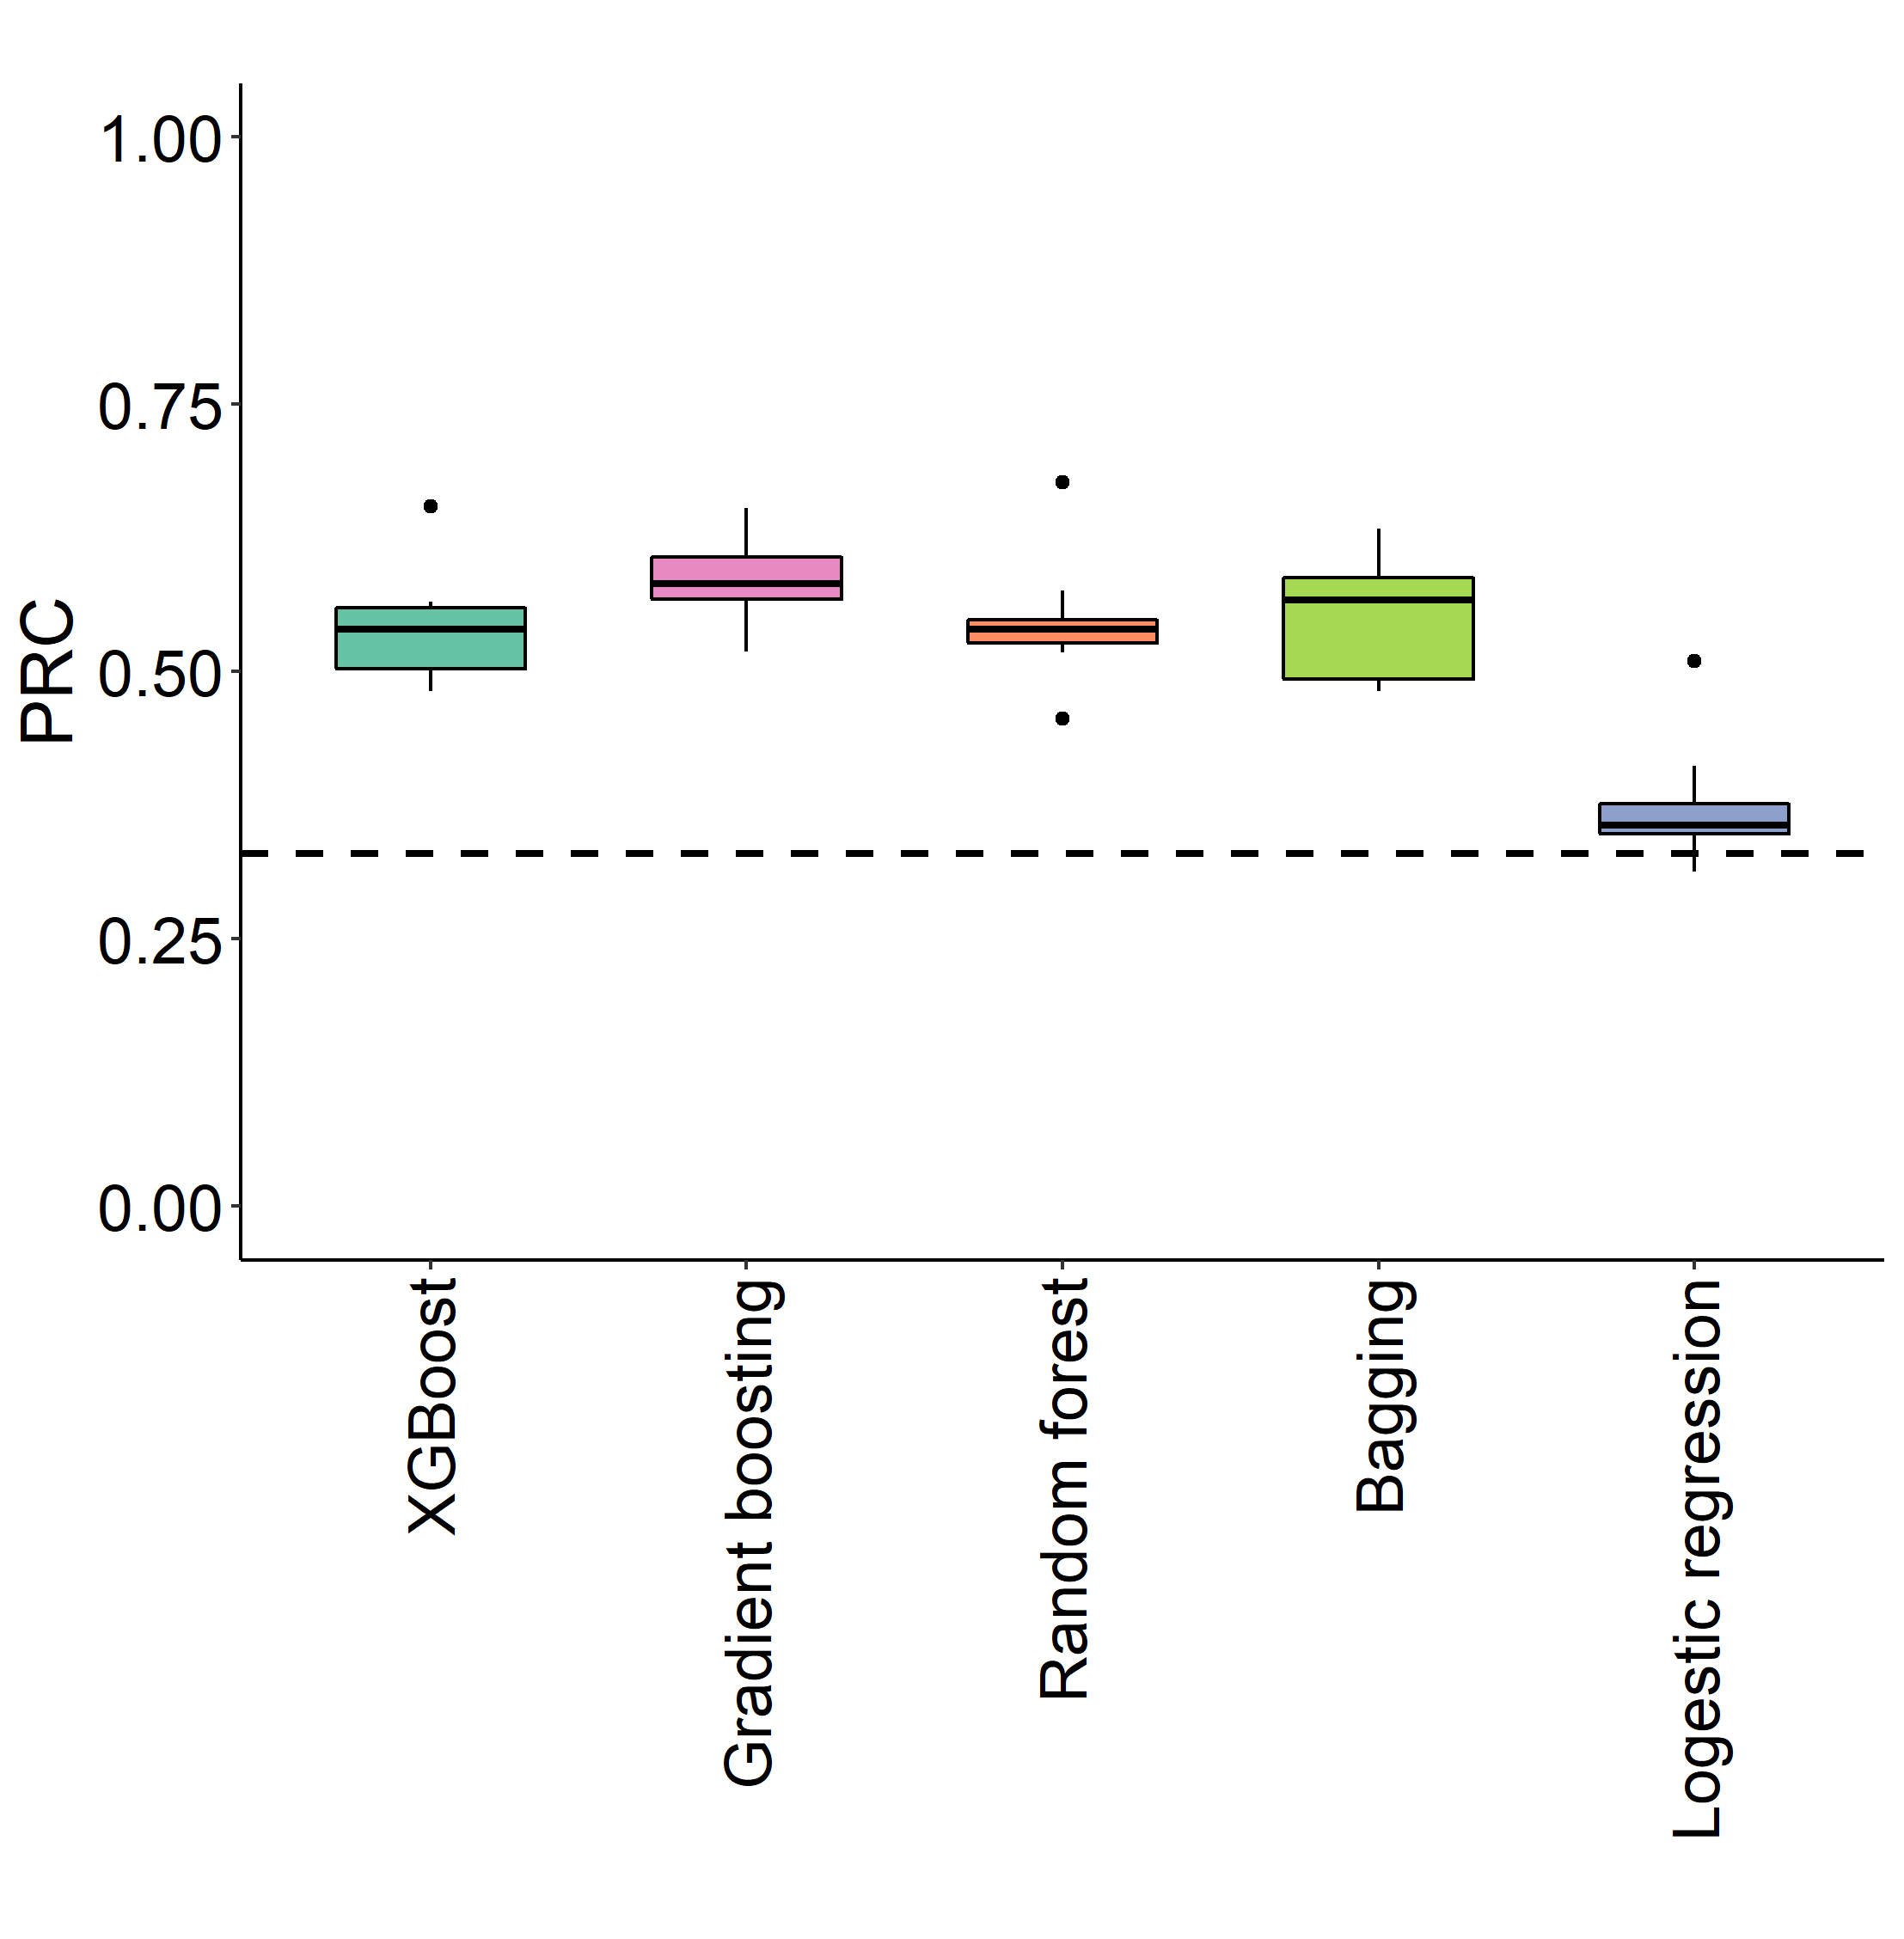 PRC
1.00
0.75
0.50
0.25
0.00
XGBoost
Gradient boosting
Random forest
Bagging
Logestic regression